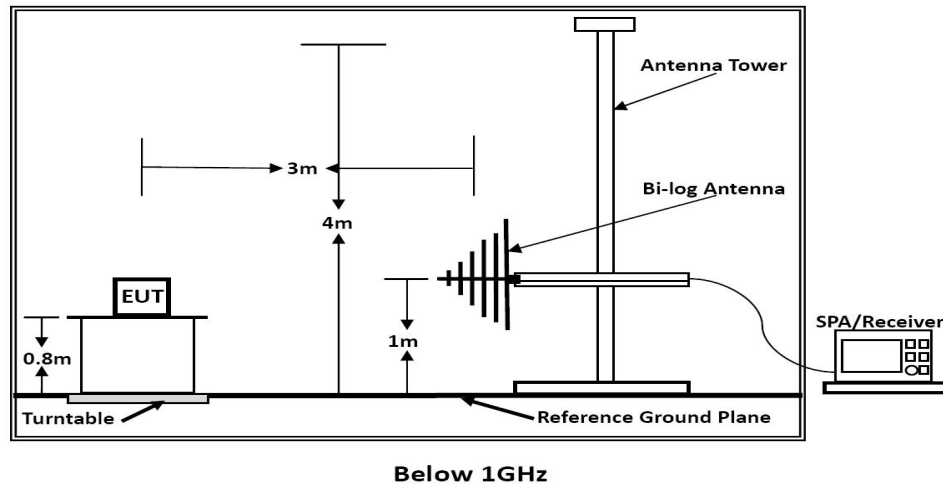 Antenna Tower
3m
Bi-log Antenna
4m
EUT
SPA/Receiver
1m
0.8m
Turntable
Reference Ground Plane
Below 1GHz